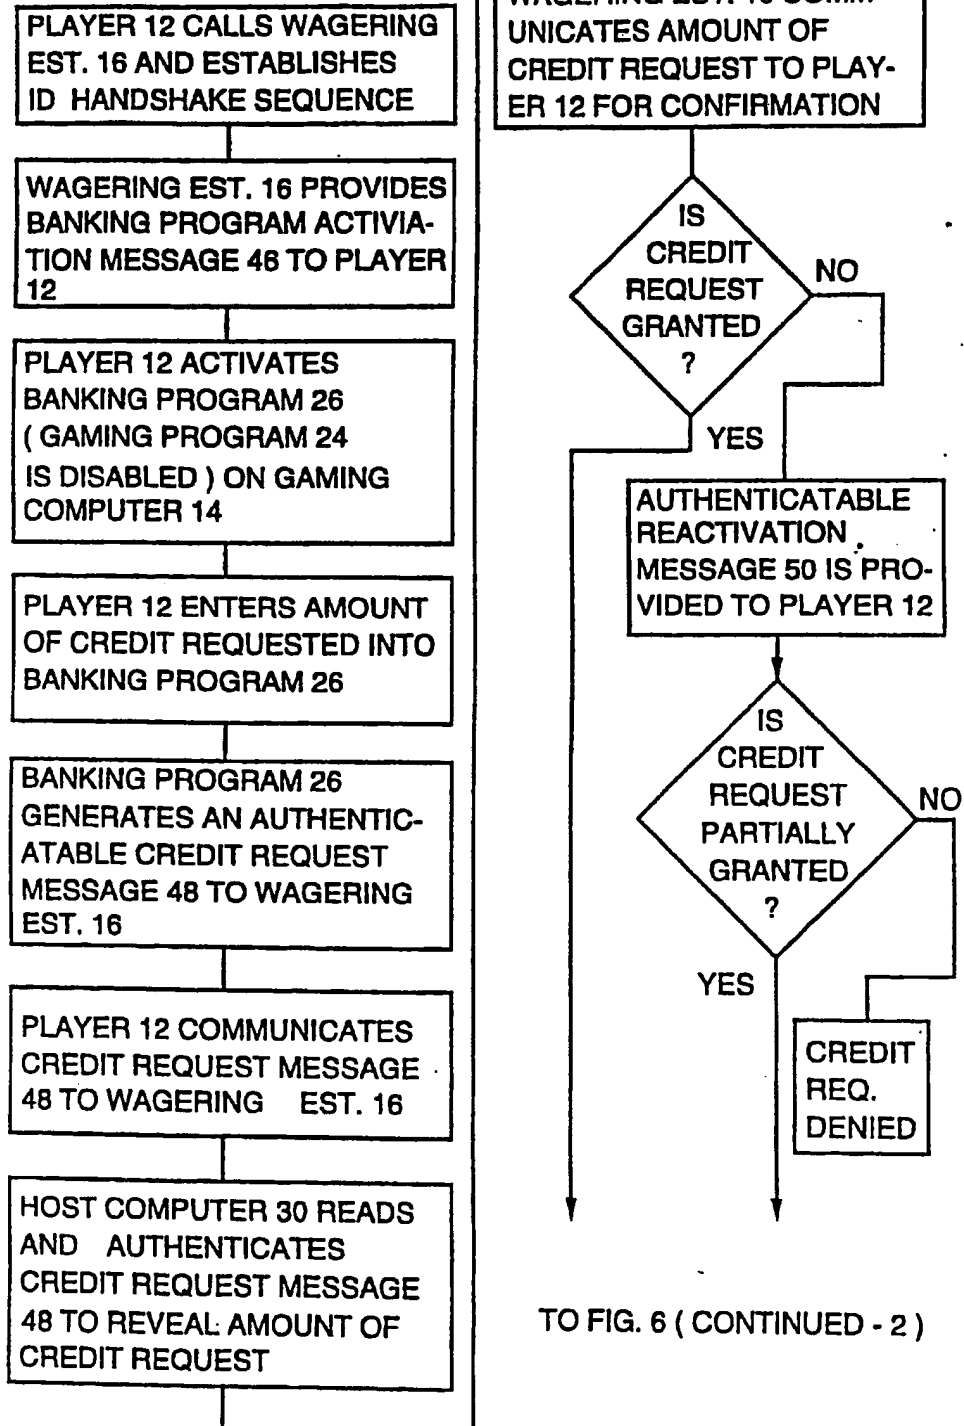 PLAYER 12 CALLS WAGERING
EST. 16 AND ESTABLISHES
ID HANDSHAKE SEQUENCE
WAGERING EST. 16 PROVIDES
BANKING PROGRAM ACTIVIA-
TION MESSAGE 46 TO PLAYER
12
PLAYER 12 ACTIVATES
BANKING PROGRAM 26
( GAMING PROGRAM 24
IS DISABLED ) ON GAMING
COMPUTER 14
PLAYER 12 ENTERS AMOUNT
OF CREDIT REQUESTED INTO
BANKING PROGRAM 26
BANKING PROGRAM 26
GENERATES AN AUTHENTIC-
ATABLE CREDIT REQUEST
MESSAGE 48 TO WAGERING
EST. 16
PLAYER 12 COMMUNICATES
CREDIT REQUEST MESSAGE
48 TO WAGERING EST. 16
HOST COMPUTER 30 READS
AND AUTHENTICATES
CREDIT REQUEST MESSAGE
48 TO REVEAL AMOUNT OF
CREDIT REQUEST
WAGERING EST. 16 COMM-
UNICATES AMOUNT OF
CREDIT REQUEST TO PLAY-
ER 12 FOR CONFIRMATION
IS
CREDIT
REQUEST
GRANTED
?
NO
YES
AUTHENTICATABLE
REACTIVATION
MESSAGE 50 IS PRO-
VIDED TO PLAYER 12
IS
CREDIT
REQUEST
PARTIALLY
GRANTED
?
NO
YES
CREDIT
REQ.
DENIED
TO FIG. 6 ( CONTINUED - 2 )